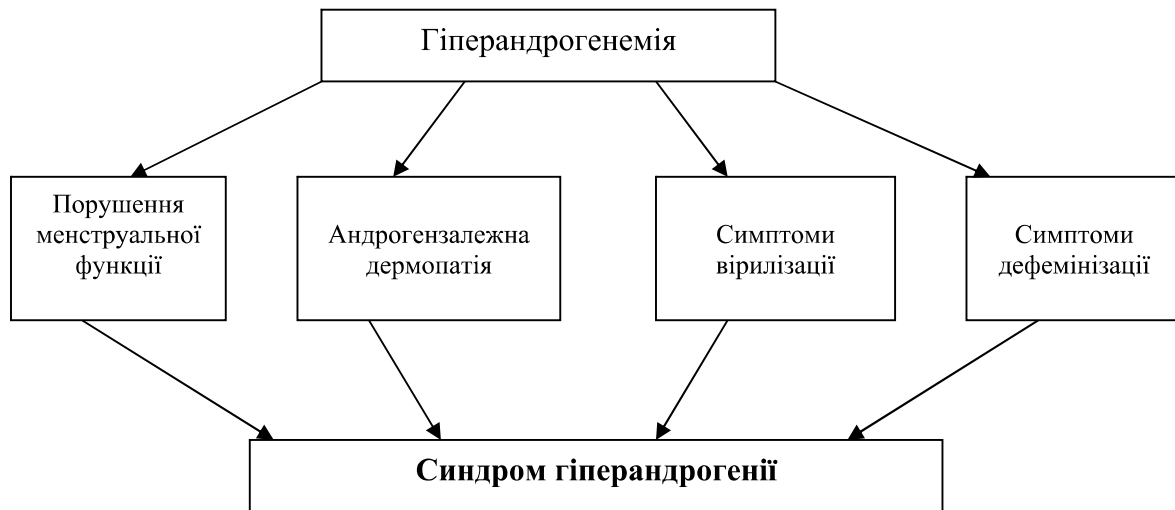 Гіперандрогенемія
Порушення
менструальної
функції
Андрогензалежна
дермопатія
Симптоми
вірилізації
Симптоми
дефемінізації
Синдром гіперандрогенії